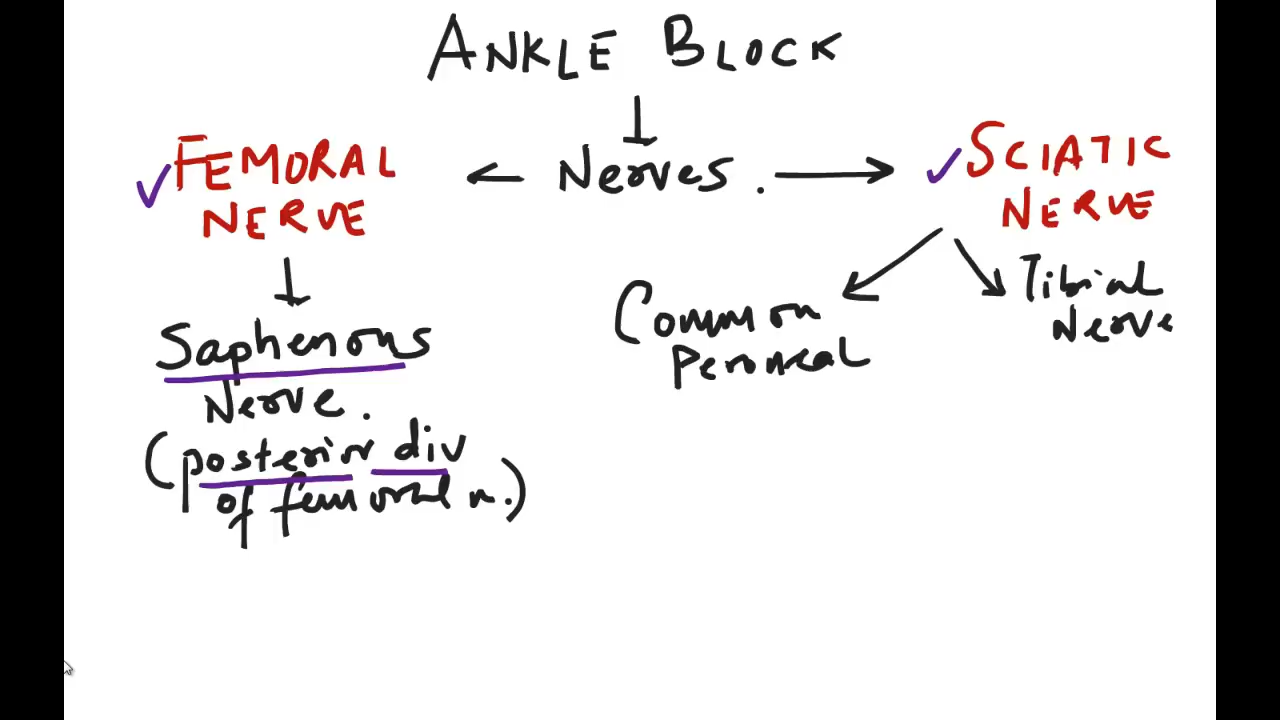 ANKLE BLOCK
Nerves.
FEMORAL
NERVE
Saphenous
Nerve.
(posterior div
of femoral n.)
SCIATIC
NERVE
Common
Peroneal
Tibial
Nerve